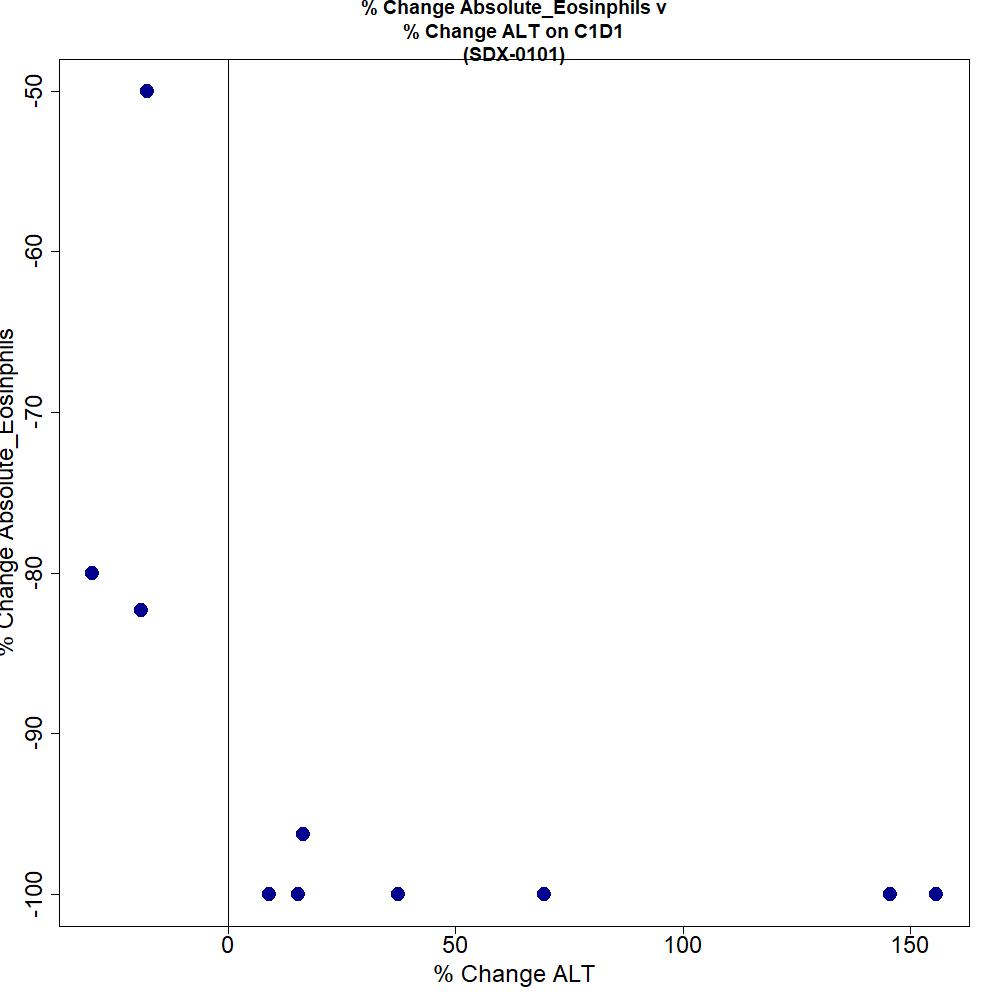 % Change Absolute_Eosinphils v
% Change ALT on C1D1
(SDX-0101)
% Change Absolute_Eosinphils
-50
-60
-70
-80
-90
-100
0
50
100
150
% Change ALT